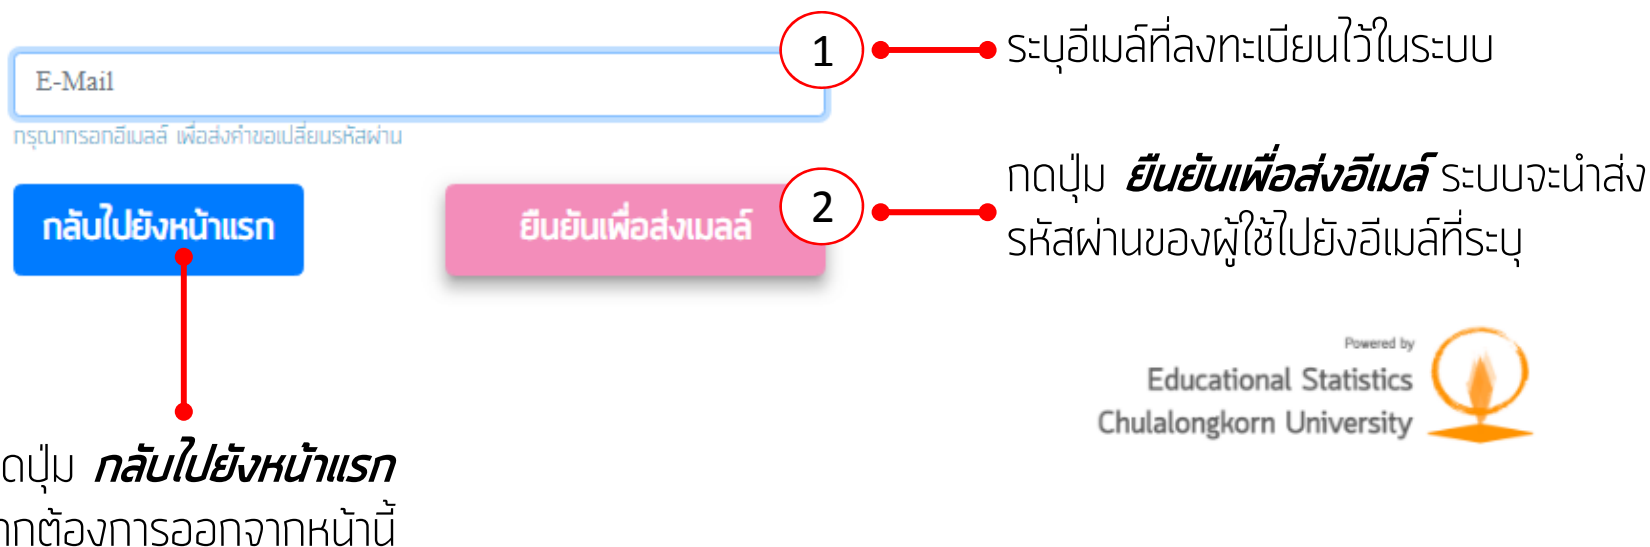 1
ระบุอีเมล์ที่ลงทะเบียนไว้ในระบบ
E-Mail
กรุณากรอกอีเมลล์ เพื่อส่งคำขอเปลี่ยนรหัสผ่าน
กลับไปยังหน้าแรก
ยืนยันเพื่อส่งเมลล์
2
กดปุ่ม ยืนยันเพื่อส่งอีเมล์ ระบบจะนำส่ง
รหัสผ่านของผู้ใช้ไปยังอีเมล์ที่ระบุ
Powered by
Educational Statistics
Chulalongkorn University
ดปุ่ม กลับไปยังหน้าแรก
ากต้องการออกจากหน้านี้